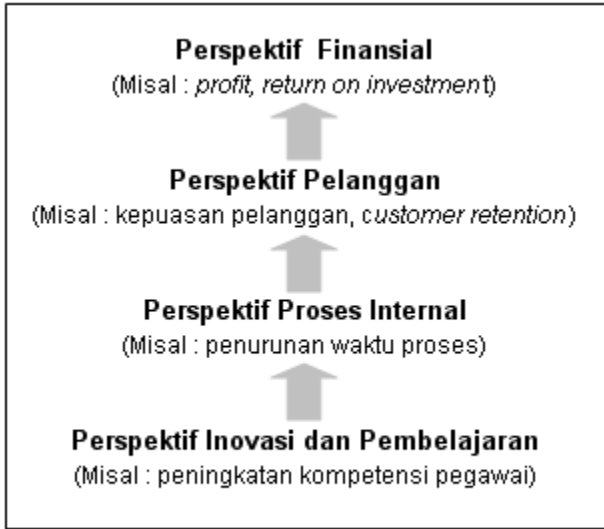 Perspektif Finansial
(Misal : profit, return on investment)
Perspektif Pelanggan
(Misal : kepuasan pelanggan, customer retention)
Perspektif Proses Internal
(Misal : penurunan waktu proses)
Perspektif Inovasi dan Pembelajaran
(Misal : peningkatan kompetensi pegawai)